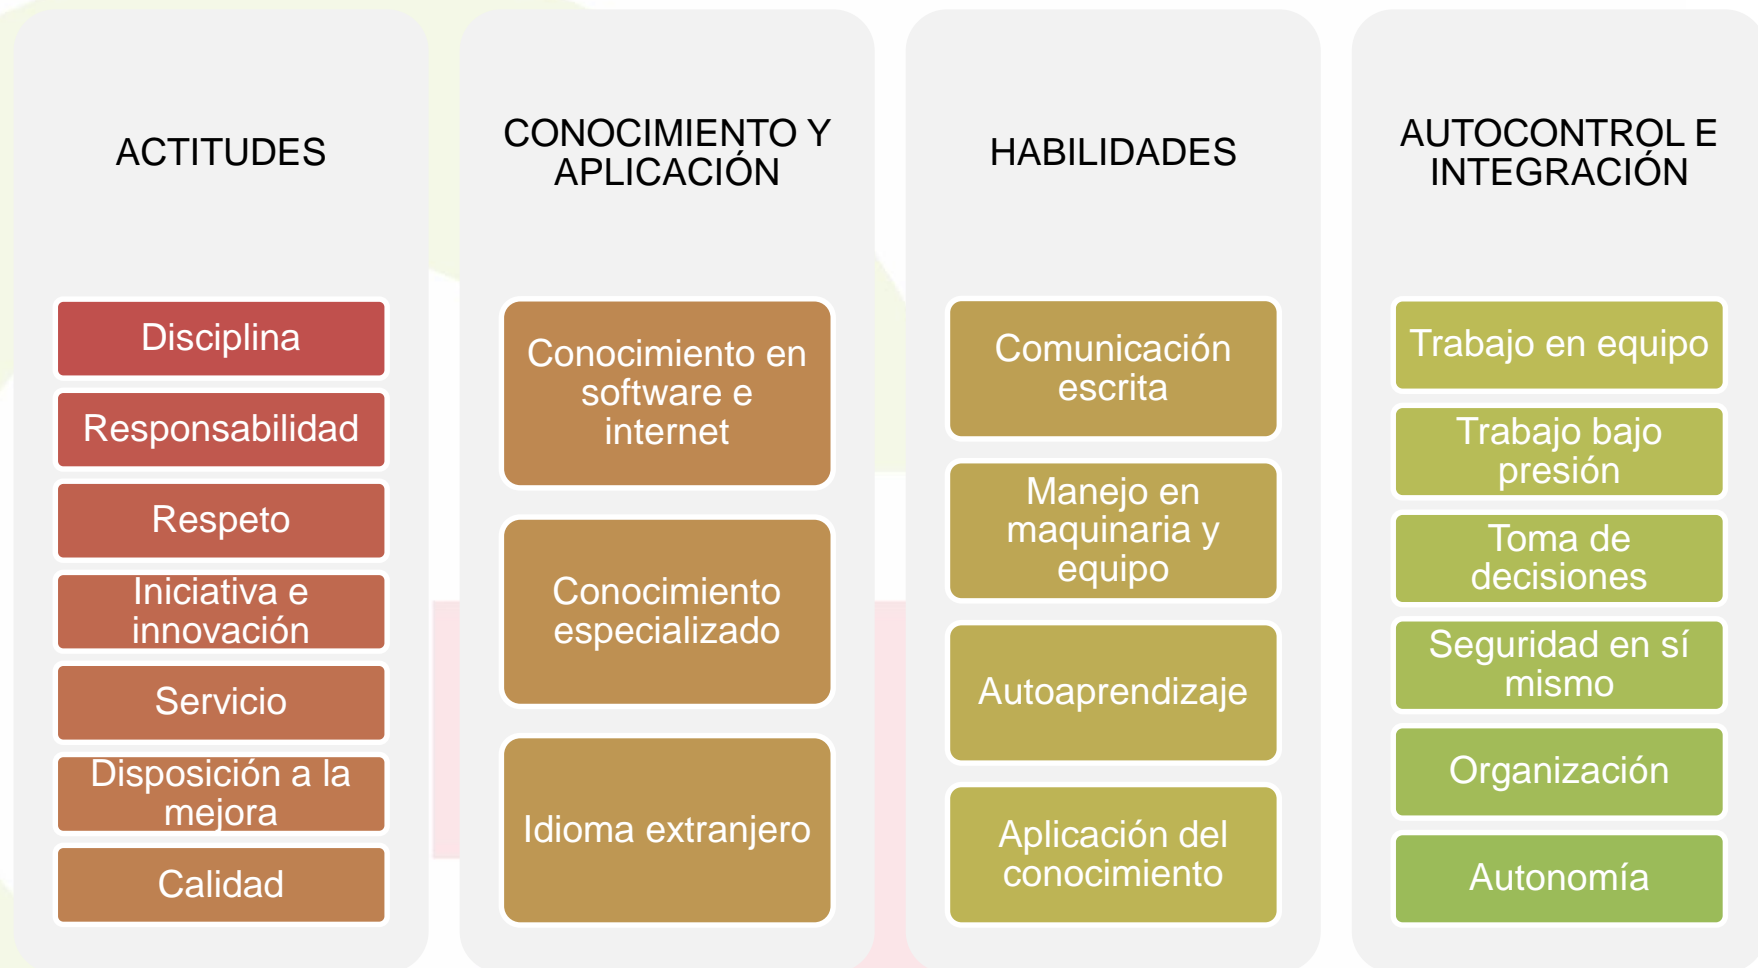 ACTITUDES
Disciplina
Responsabilidad
Respeto
Iniciativa e
innovación
Servicio
Disposición a la
mejora
Calidad
CONOCIMIENTO Y
APLICACIÓN
Conocimiento en
software e
internet
Conocimiento
especializado
Idioma extranjero
HABILIDADES
Comunicación
escrita
Manejo en
maquinaria y
equipo
Autoaprendizaje
Aplicación del
conocimiento
AUTOCONTROL E
INTEGRACIÓN
Trabajo en equipo
Trabajo bajo
presión
Toma de
decisiones
Seguridad en sí
mismo
Organización
Autonomía